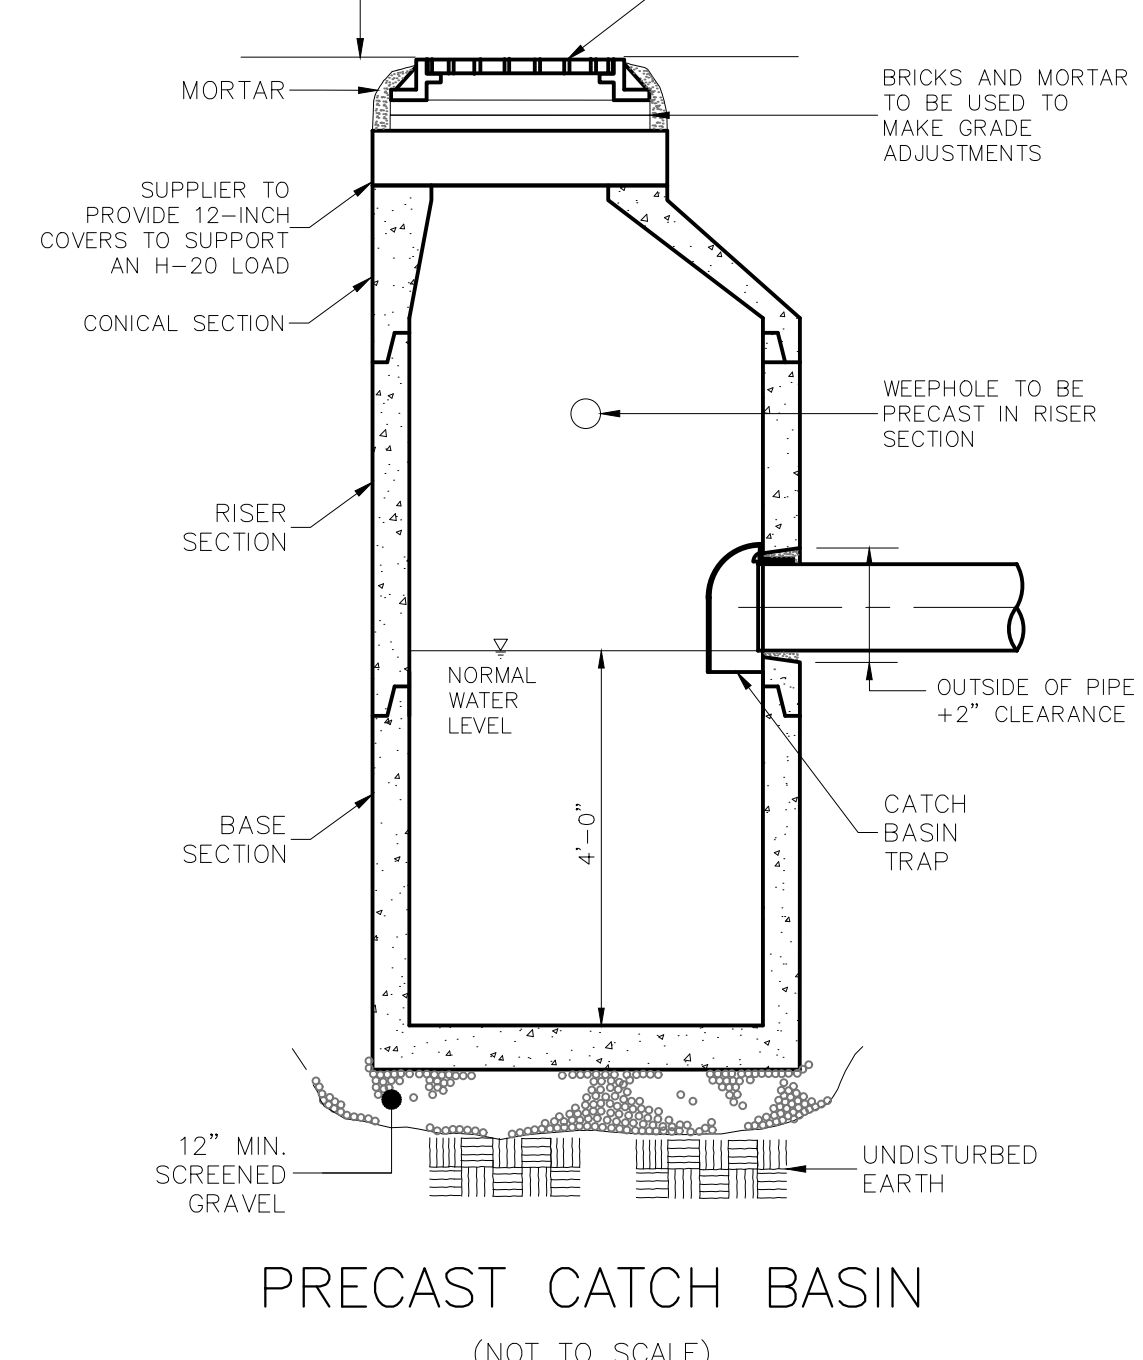 MORTAR
BRICKS AND MORTAR
TO BE USED TO
MAKE GRADE
ADJUSTMENTS
SUPPLIER TO
PROVIDE 12-INCH
COVERS TO SUPPORT
AN H-20 LOAD
CONICAL SECTION
WEEPHOLE TO BE
PRECAST IN RISER
SECTION
RISER
SECTION
NORMAL
WATER
LEVEL
OUTSIDE OF PIPE
+2" CLEARANCE
4'-0"
CATCH
BASIN
TRAP
BASE
SECTION
12" MIN.
SCREENED
GRAVEL
UNDISTURBED
EARTH
PRECAST CATCH BASIN
(NOT TO SCALE)